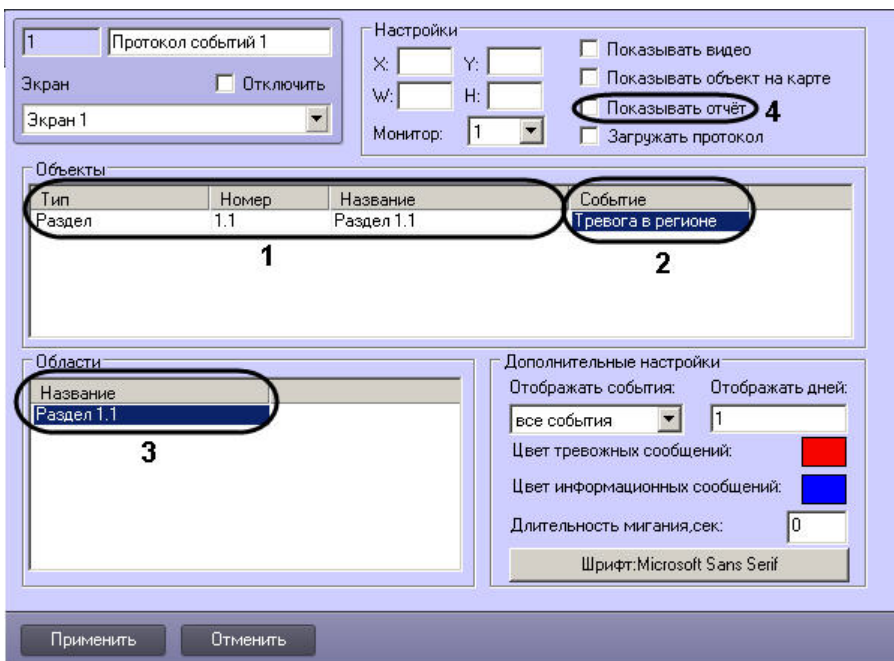 1 Протокол событий 1
Экран Отключить
Экран 1
Настройки
X: Y:
W: H:
Монитор: 1
Показывать видео
Показывать объект на карте
Показывать отчёт 4
Загружать протокол
Объекты
Тип Номер Название Событие
Раздел 1.1 Раздел 1.1 Тревога в регионе
1 2
Области
Название
Раздел 1.1
3
Дополнительные настройки
Отображать события: Отображать дней:
все события 1
Цвет тревожных сообщений:
Цвет информационных сообщений:
Длительность мигания,сек: 0
Шрифт:Microsoft Sans Serif
Применить Отменить